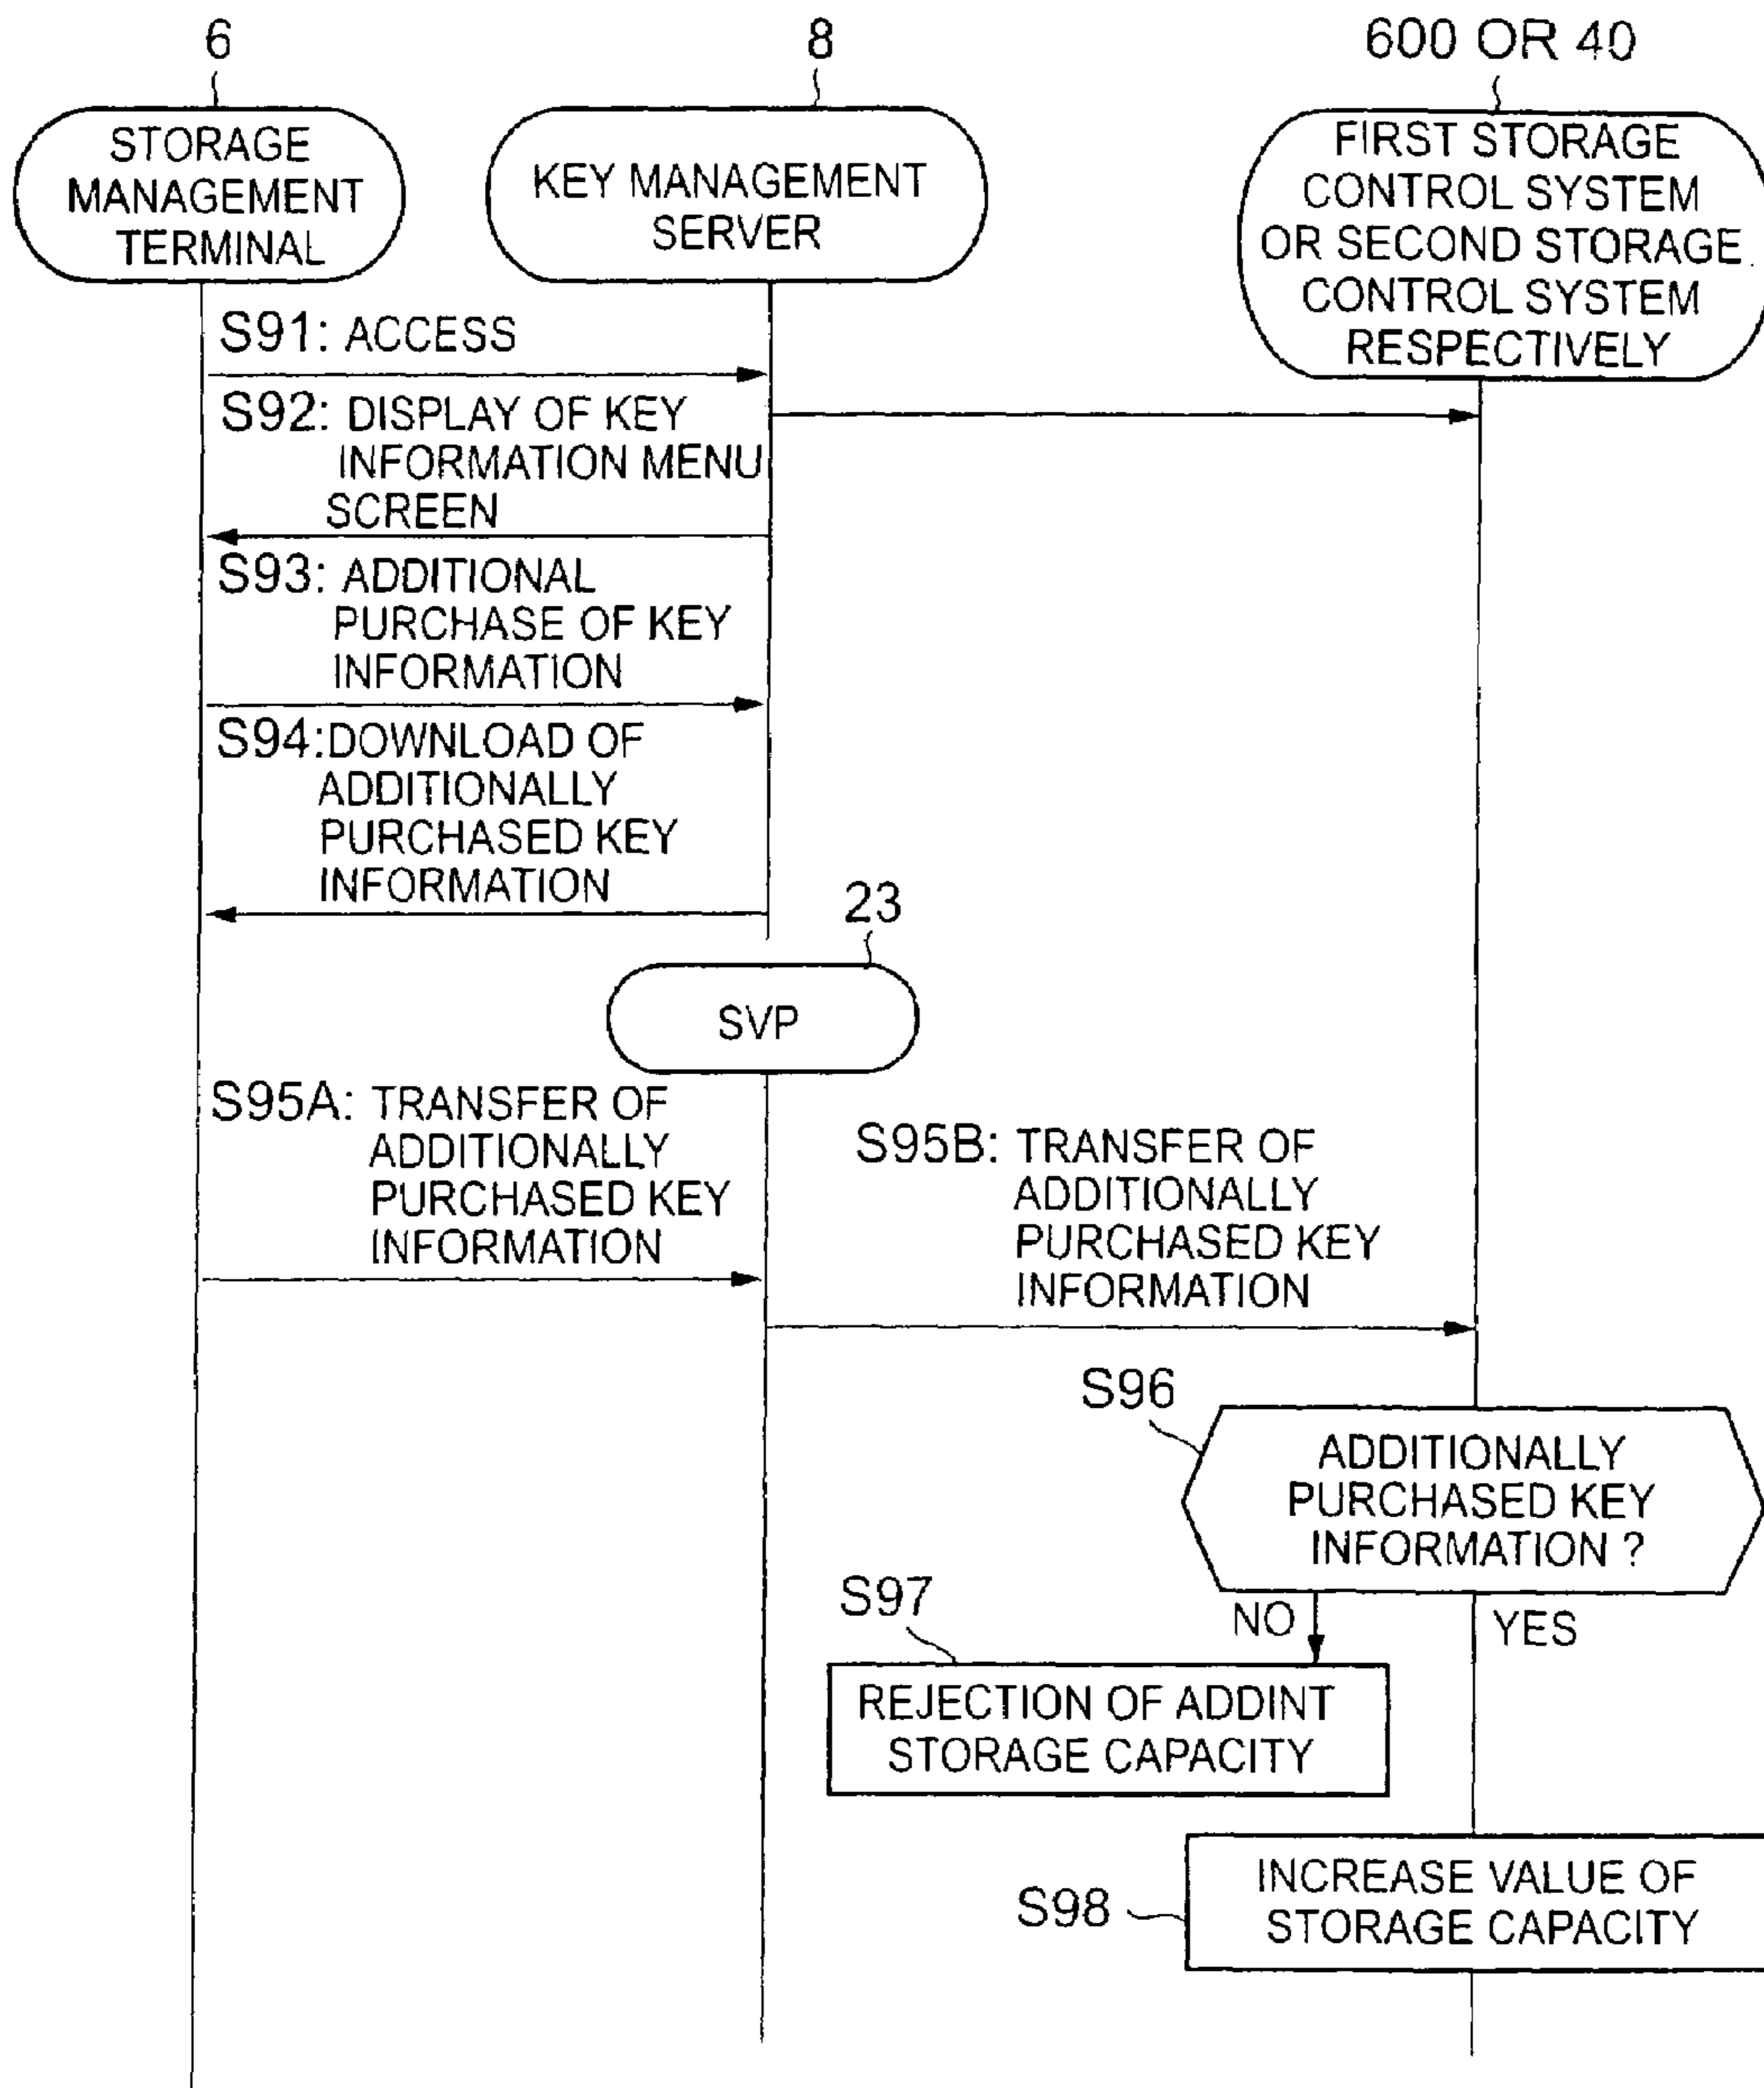 6
8
600 OR 40
STORAGE
MANAGEMENT
TERMINAL
KEY MANAGEMENT
SERVER
FIRST STORAGE
CONTROL SYSTEM
OR SECOND STORAGE
CONTROL SYSTEM
RESPECTIVELY
S91: ACCESS
S92: DISPLAY OF KEY
INFORMATION MENU
SCREEN
S93: ADDITIONAL
PURCHASE OF KEY
INFORMATION
S94:DOWNLOAD OF
ADDITIONALLY
PURCHASED KEY
INFORMATION
23
SVP
S95A: TRANSFER OF
ADDITIONALLY
PURCHASED KEY
INFORMATION
S95B: TRANSFER OF
ADDITIONALLY
PURCHASED KEY
INFORMATION
S96
ADDITIONALLY
PURCHASED KEY
INFORMATION ?
NO
YES
S97
REJECTION OF ADDINT
STORAGE CAPACITY
S98
INCREASE VALUE OF
STORAGE CAPACITY